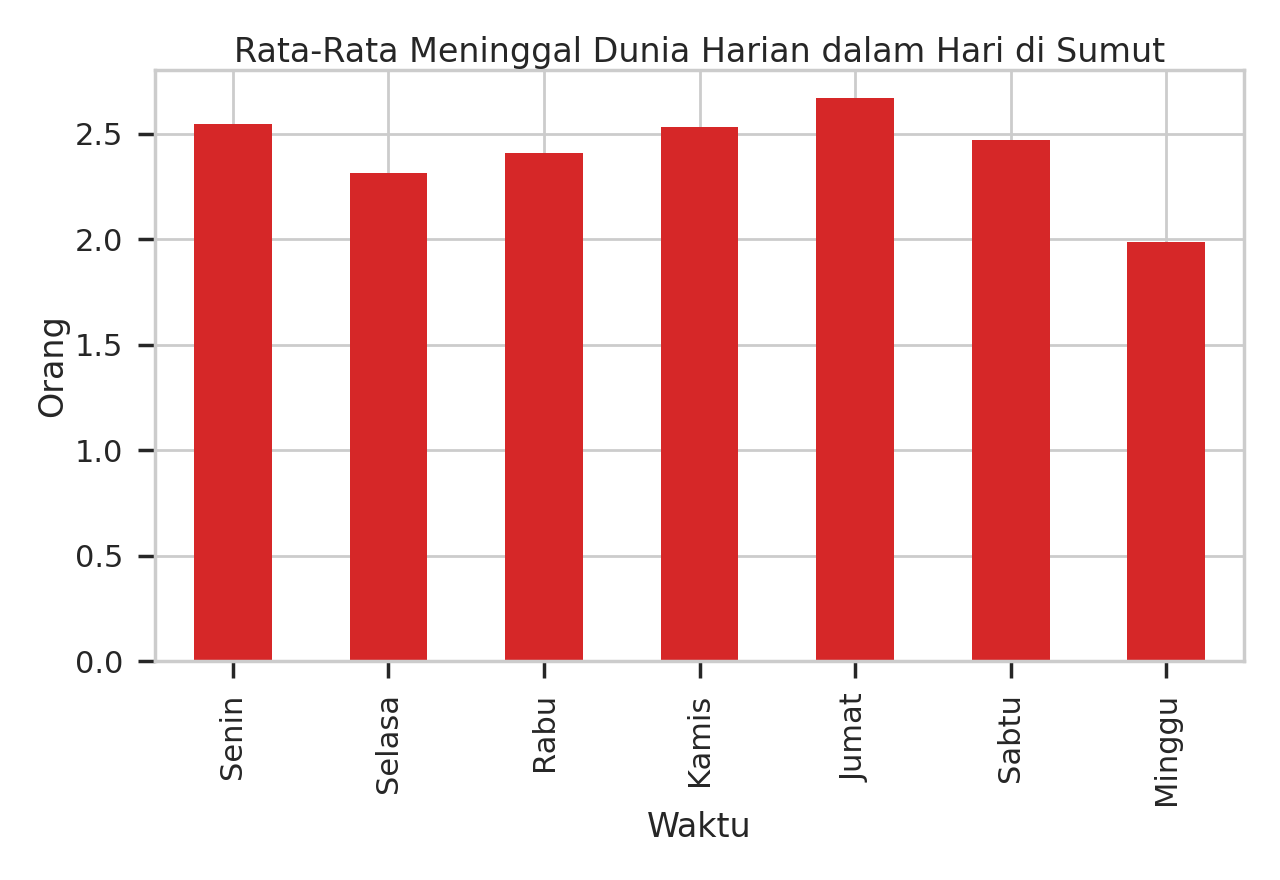 Rata-Rata Meninggal Dunia Harian dalam Hari di Sumut
Orang
2.5
2.0
1.5
1.0
0.5
0.0
Senin
Selasa
Rabu
Kamis
Jumat
Sabtu
Minggu
Waktu